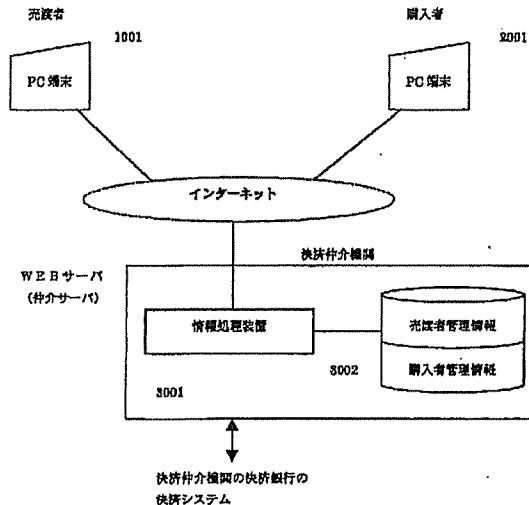 売渡者
購入者
1001
2001
PC端末
PC端末
インターネット
決済仲介機関
WEBサーバ
(仲介サーバ)
情報処理装置
売渡者管理情報
3002
購入者管理情報
3001
決済仲介機関の決済銀行の
決済システム